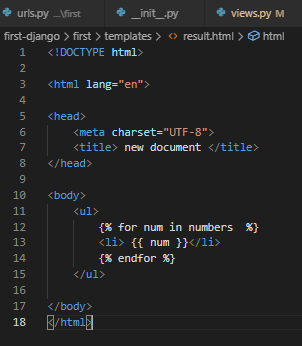 urls.py ...\first __init__.py views.py M
first-django > first > templates > <> result.html > html
1 <!DOCTYPE html>
2
3 <html lang="en">
4
5 <head>
6 <meta charset="UTF-8">
7 <title> new document </title>
8 </head>
9
10 <body>
11 <ul>
12 {% for num in numbers  %}
13 <li> {{ num }}</li>
14 {% endfor %}
15 </ul>
16
17 </body>
18 </html>